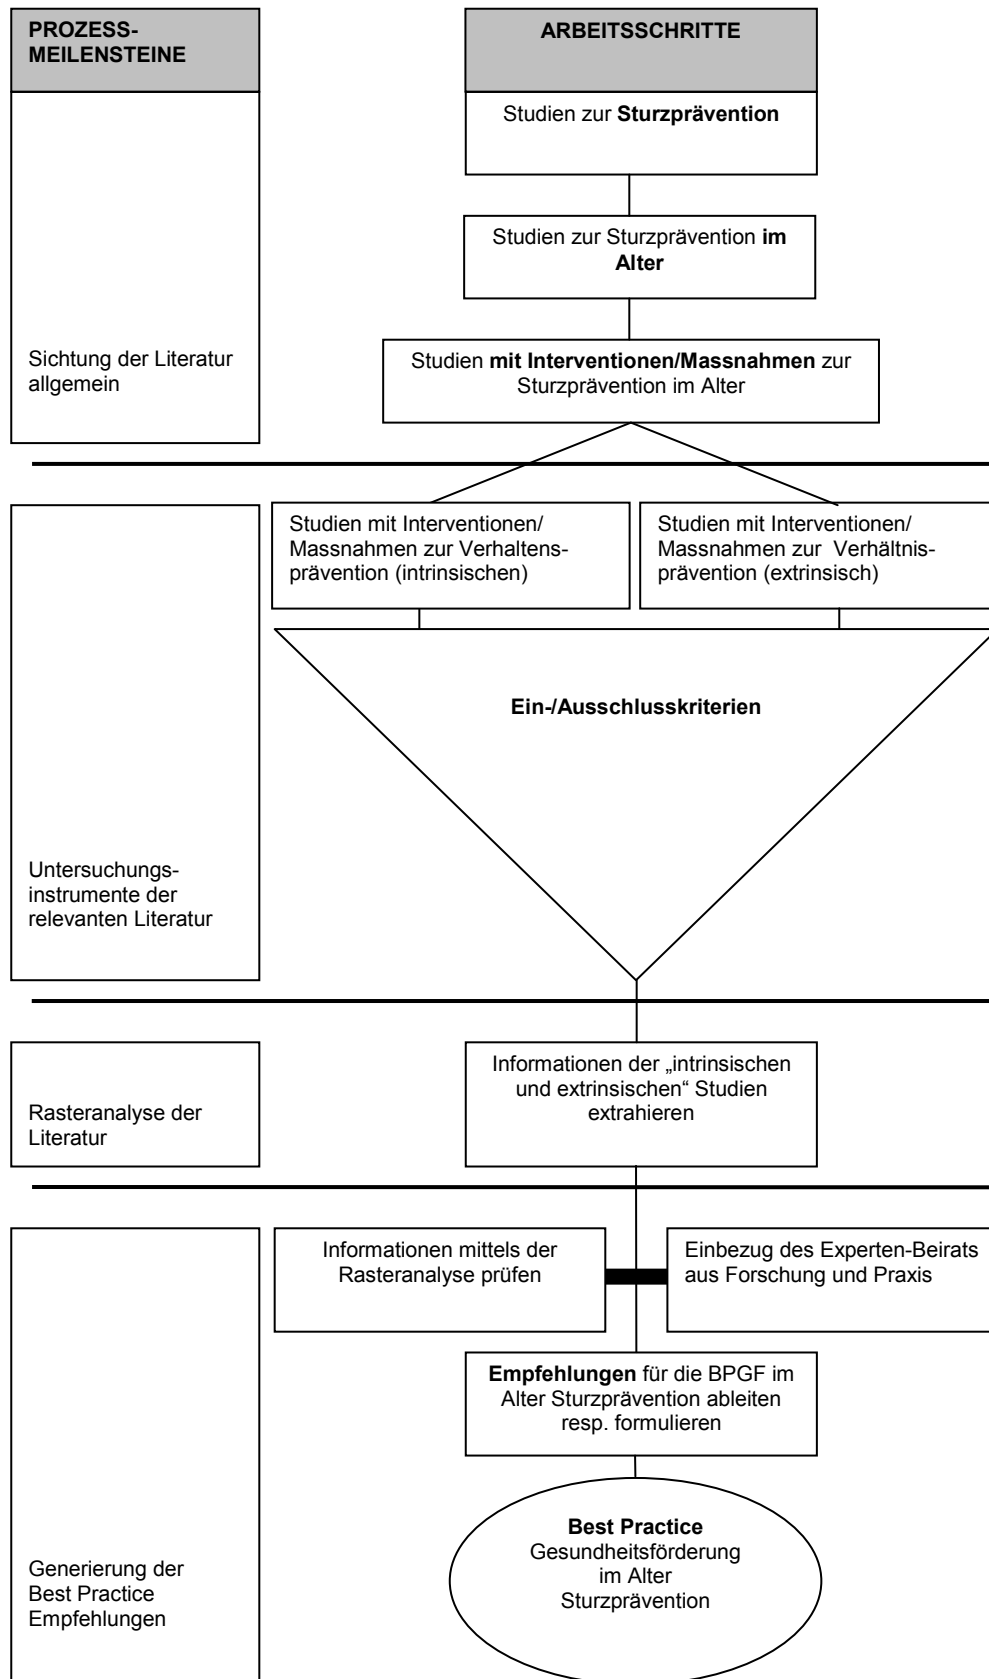 PROZESS-
MEILENSTEINE
ARBEITSSCHRITTE
Studien zur Sturzprävention
Studien zur Sturzprävention im
Alter
Sichtung der Literatur
allgemein
Studien mit Interventionen/Massnahmen zur
Sturzprävention im Alter
Studien mit Interventionen/
Massnahmen zur Verhaltens-
prävention (intrinsischen)
Studien mit Interventionen/
Massnahmen zur Verhältnis-
prävention (extrinsisch)
Ein-/Ausschlusskriterien
Untersuchungs-
instrumente der
relevanten Literatur
Rasteranalyse der
Literatur
Informationen der „intrinsischen
und extrinsischen“ Studien
extrahieren
Informationen mittels der
Rasteranalyse prüfen
Einbezug des Experten-Beirats
aus Forschung und Praxis
Empfehlungen für die BPGF im
Alter Sturzprävention ableiten
resp. formulieren
Generierung der
Best Practice
Empfehlungen
Best Practice
Gesundheitsförderung
im Alter
Sturzprävention